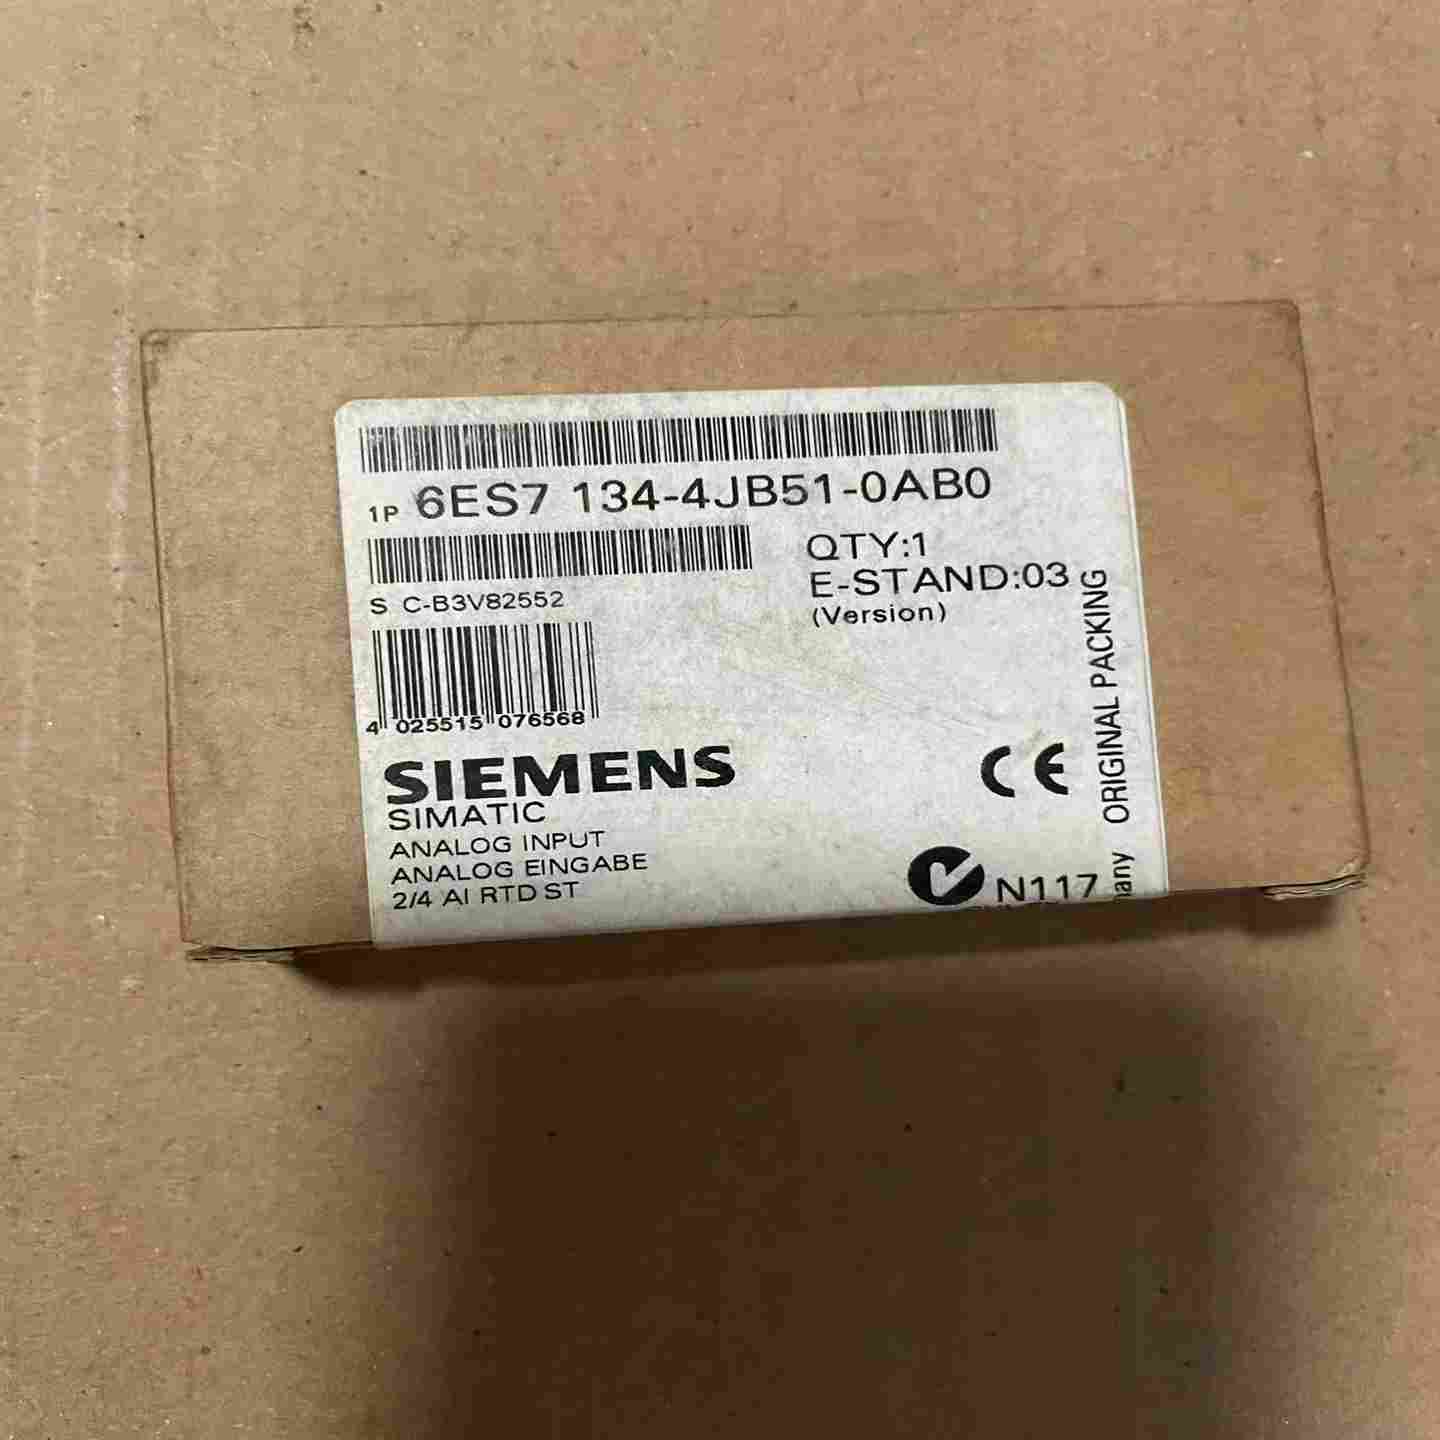 1P 6ES7 134-4JB51-0AB0
S C-B3V82552
QTY:1
E-STAND:03
(Version)
4 025515 076568
SIEMENS
SIMATIC
ANALOG INPUT
ANALOG EINGABE
2/4 AI RTD ST
CE
N117
ORIGINAL PACKING